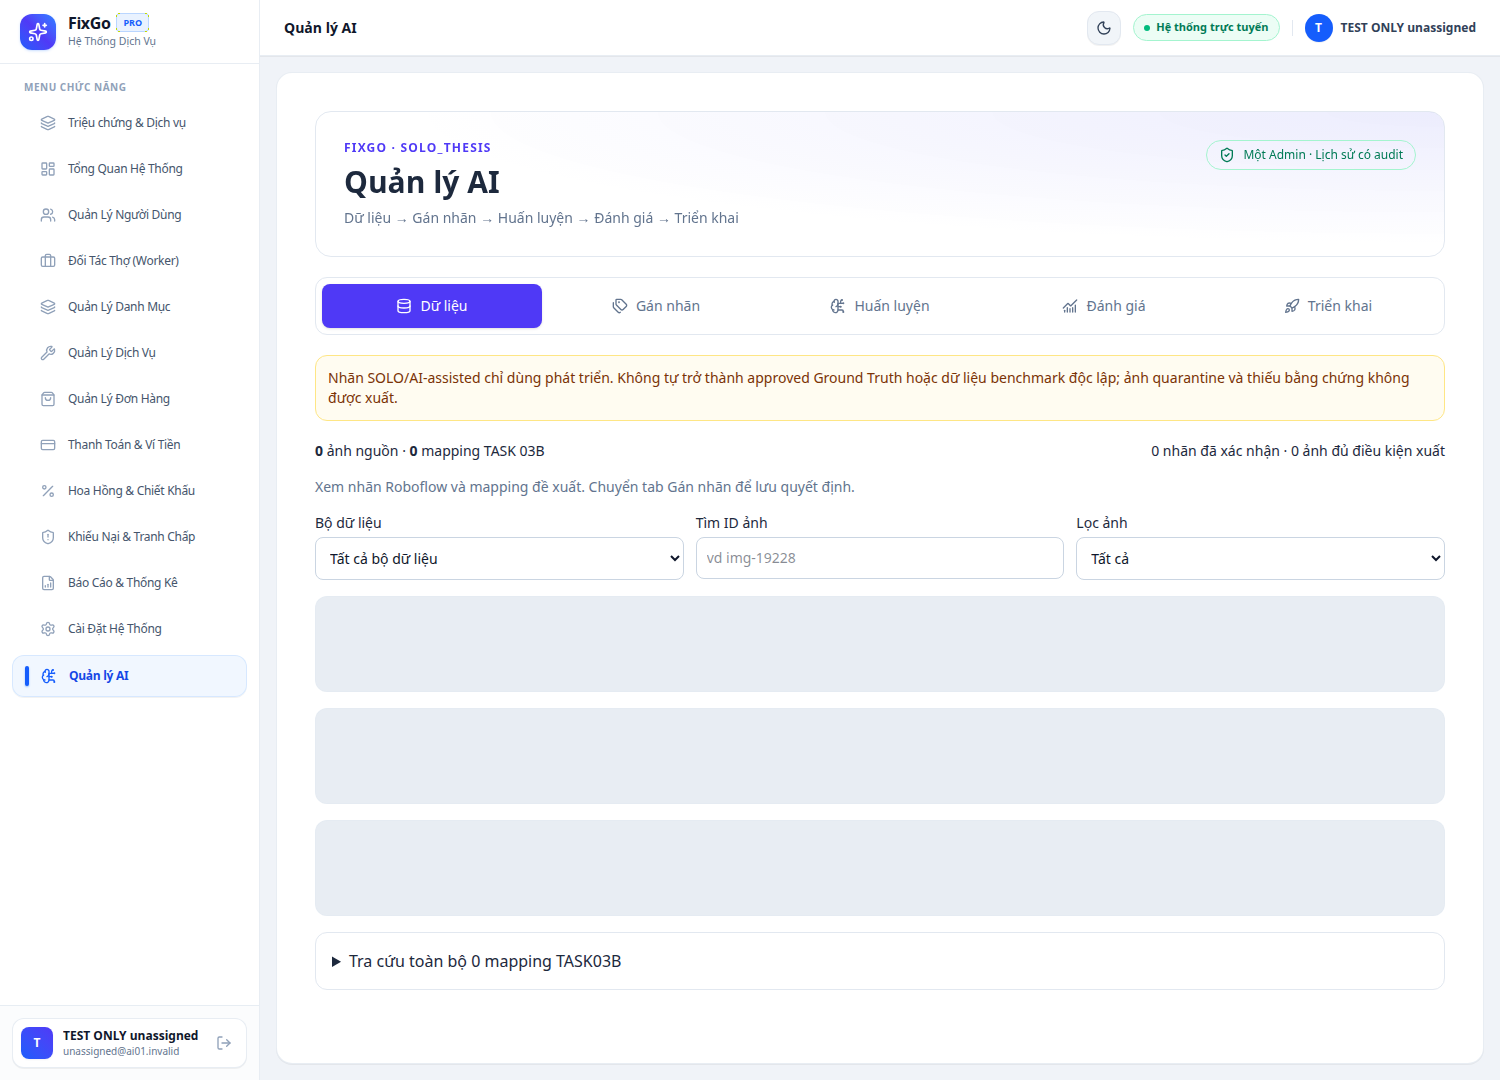 FixGo PRO
Hệ Thống Dịch Vụ
MENU CHỨC NĂNG
Triệu chứng & Dịch vụ
Tổng Quan Hệ Thống
Quản Lý Người Dùng
Đối Tác Thợ (Worker)
Quản Lý Danh Mục
Quản Lý Dịch Vụ
Quản Lý Đơn Hàng
Thanh Toán & Ví Tiền
Hoa Hồng & Chiết Khấu
Khiếu Nại & Tranh Chấp
Báo Cáo & Thống Kê
Cài Đặt Hệ Thống
Quản lý AI
T
TEST ONLY unassigned
unassigned@ai01.invalid
Quản lý AI
Hệ thống trực tuyến
T
TEST ONLY unassigned
FIXGO · SOLO_THESIS
Quản lý AI
Dữ liệu → Gán nhãn → Huấn luyện → Đánh giá → Triển khai
Một Admin · Lịch sử có audit
Dữ liệu
Gán nhãn
Huấn luyện
Đánh giá
Triển khai
Nhãn SOLO/AI-assisted chỉ dùng phát triển. Không tự trở thành approved Ground Truth hoặc dữ liệu benchmark độc lập; ảnh quarantine và thiếu bằng chứng không
được xuất.
0 ảnh nguồn · 0 mapping TASK 03B
0 nhãn đã xác nhận · 0 ảnh đủ điều kiện xuất
Xem nhãn Roboflow và mapping đề xuất. Chuyển tab Gán nhãn để lưu quyết định.
Bộ dữ liệu
Tất cả bộ dữ liệu
Tìm ID ảnh
vd img-19228
Lọc ảnh
Tất cả
Tra cứu toàn bộ 0 mapping TASK03B